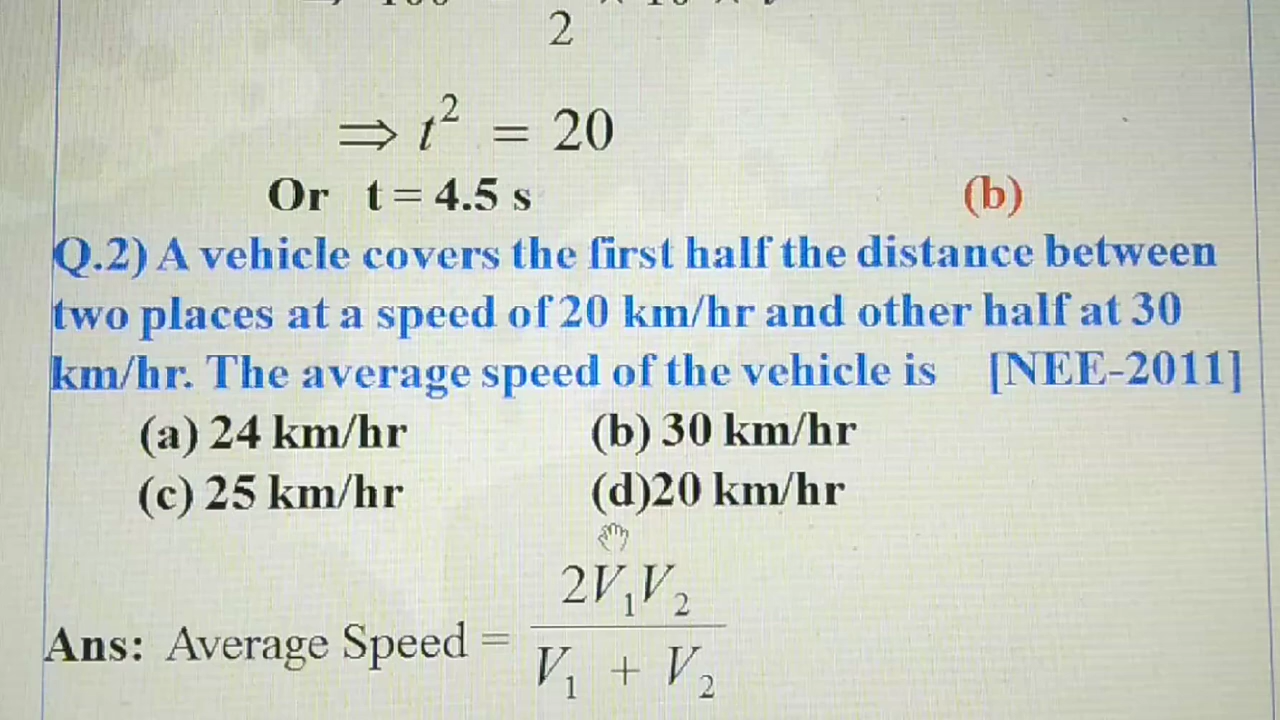 2
⇒ t² = 20
Or t = 4.5 s (b)
Q.2) A vehicle covers the first half the distance between
two places at a speed of 20 km/hr and other half at 30
km/hr. The average speed of the vehicle is [NEE-2011]
(a) 24 km/hr (b) 30 km/hr
(c) 25 km/hr (d)20 km/hr
2V₁V₂
Ans: Average Speed =
V₁ + V₂